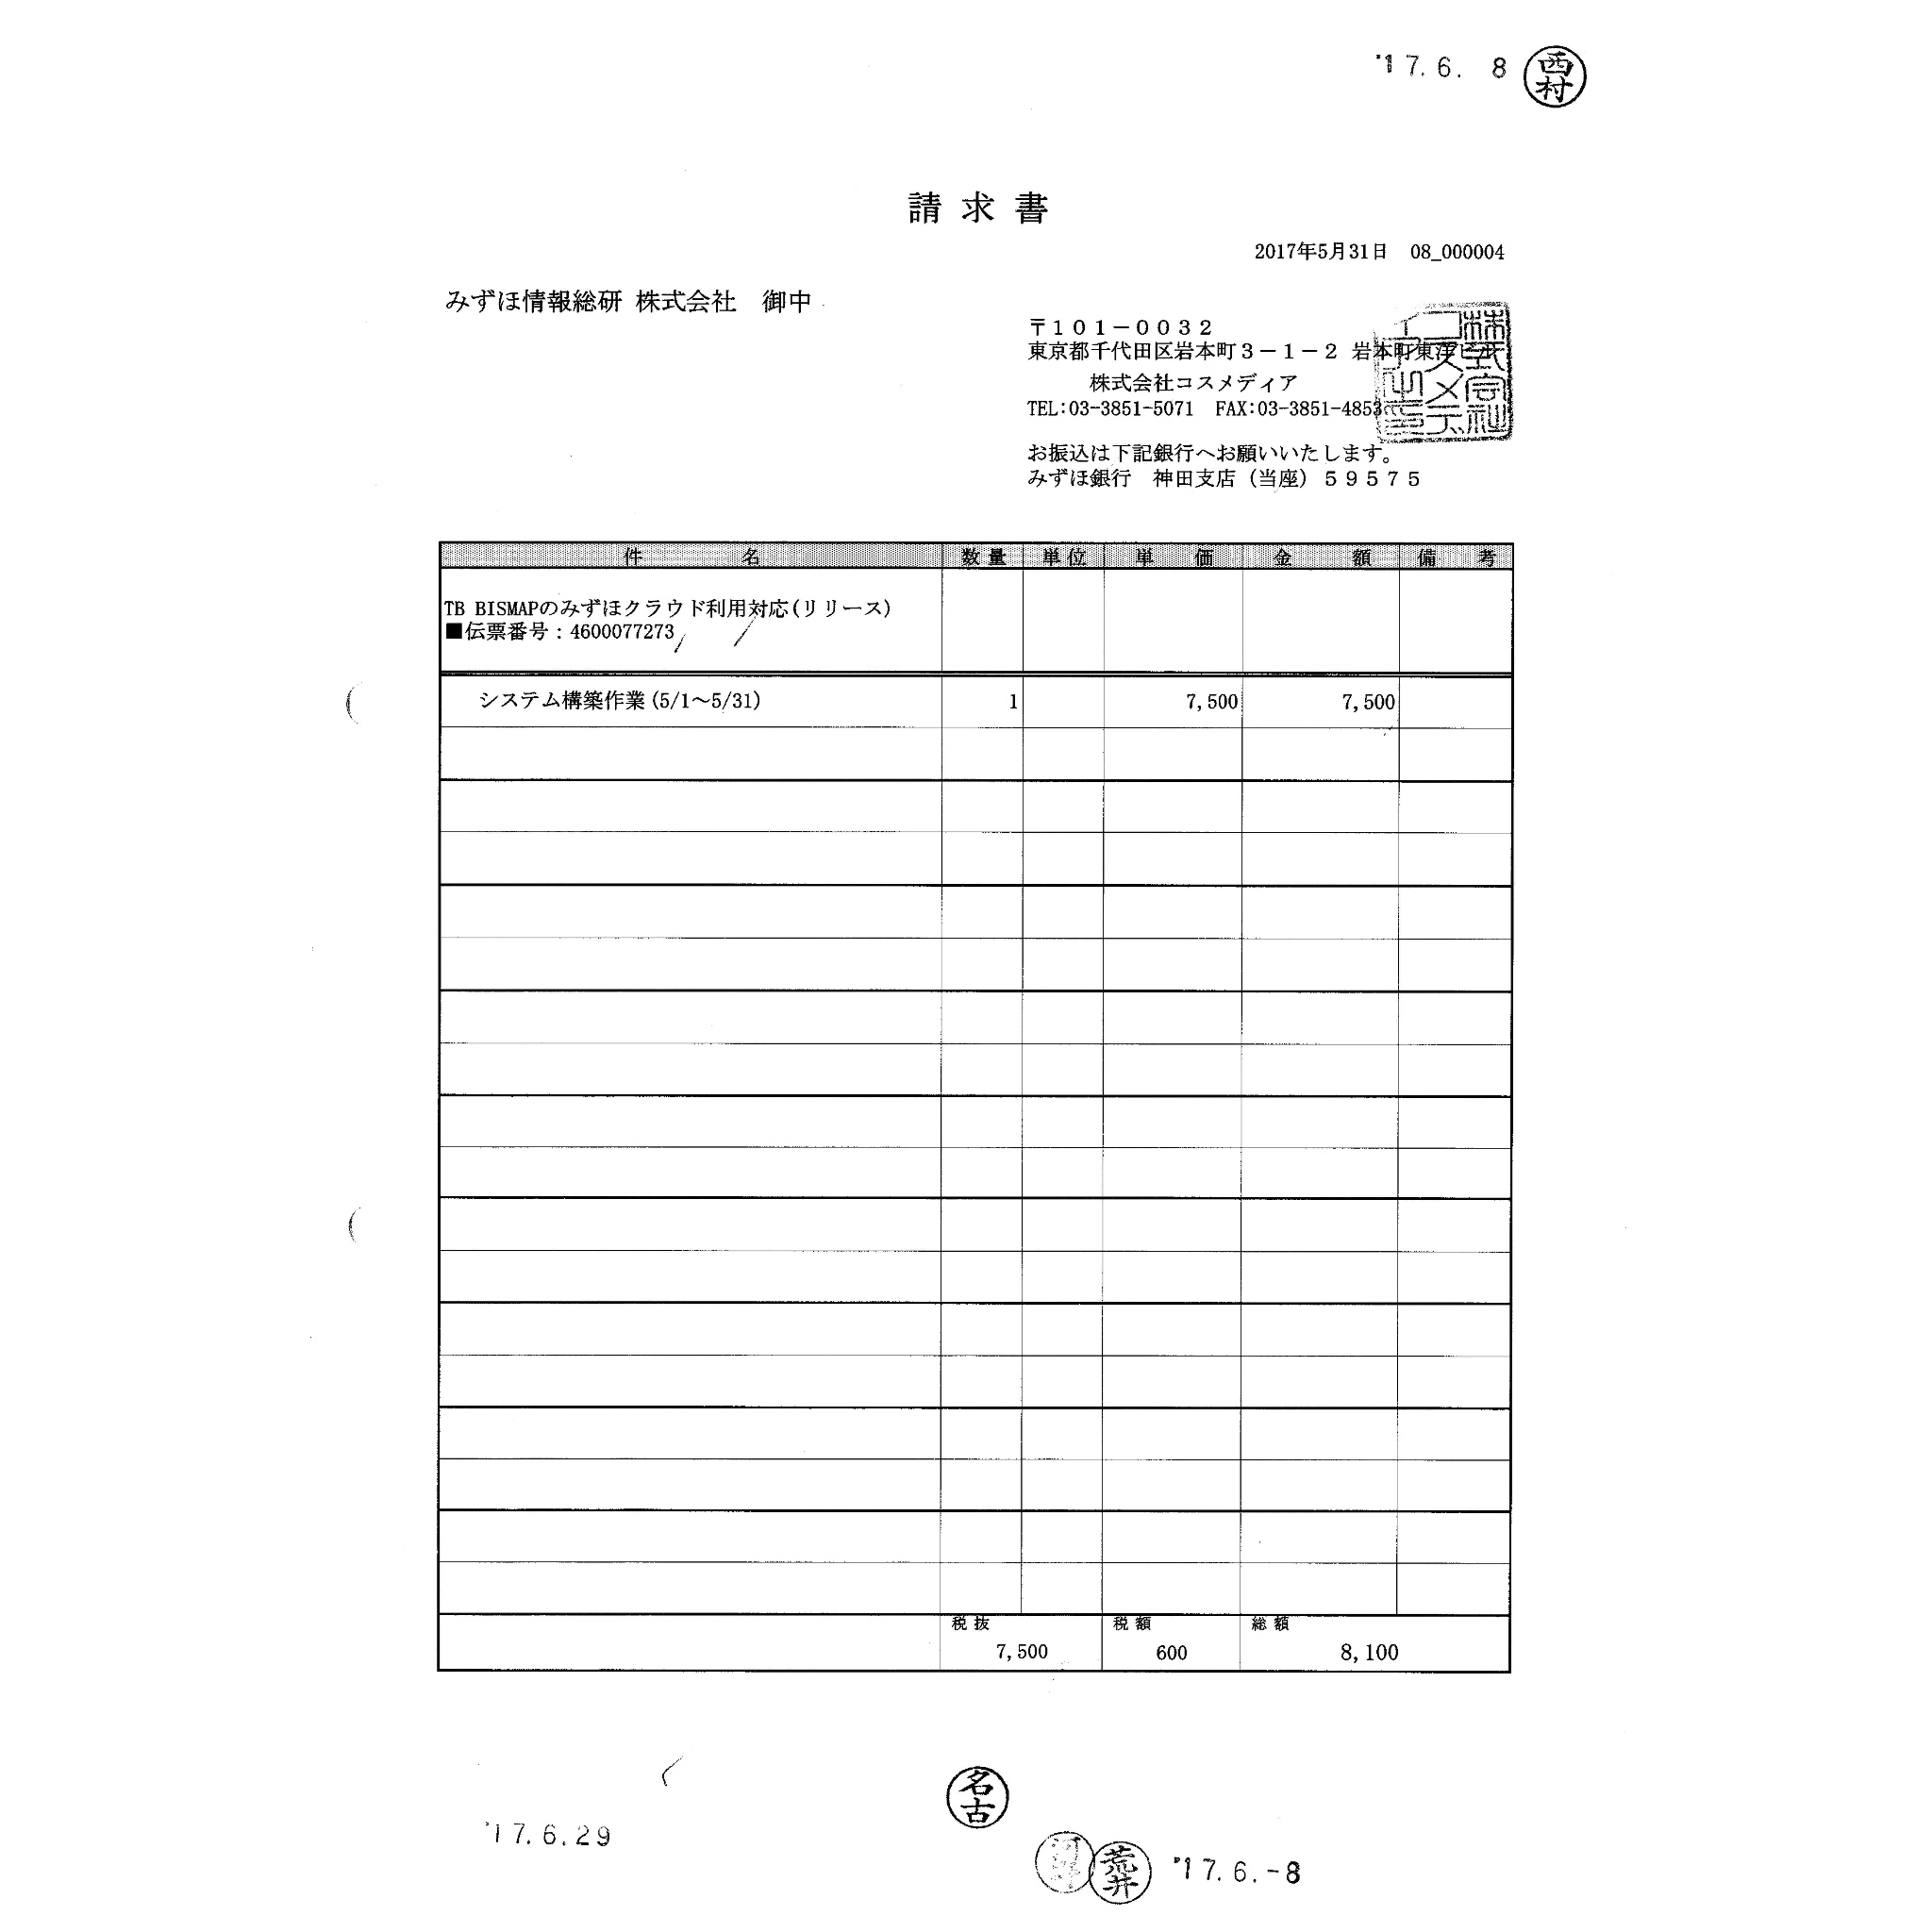 '17.6. 8 西村
請求書
2017年5月31日 08_000004
みずほ情報総研 株式会社 御中
〒101-0032
東京都千代田区岩本町3-1-2 岩本町東洋ビル
株式会社コスメディア
TEL:03-3851-5071 FAX:03-3851-4853
株式会社
コスメデ
ィア
お振込は下記銀行へお願いいたします。
みずほ銀行 神田支店(当座)59575
件名 数量 単位 単価 金額 備考
TB BISMAPのみずほクラウド利用対応(リリース)
■伝票番号:4600077273
システム構築作業(5/1~5/31) 1 7,500 7,500
税抜 税額 総額
7,500 600 8,100
名古
'17.6.29
荒井 '17.6.-8